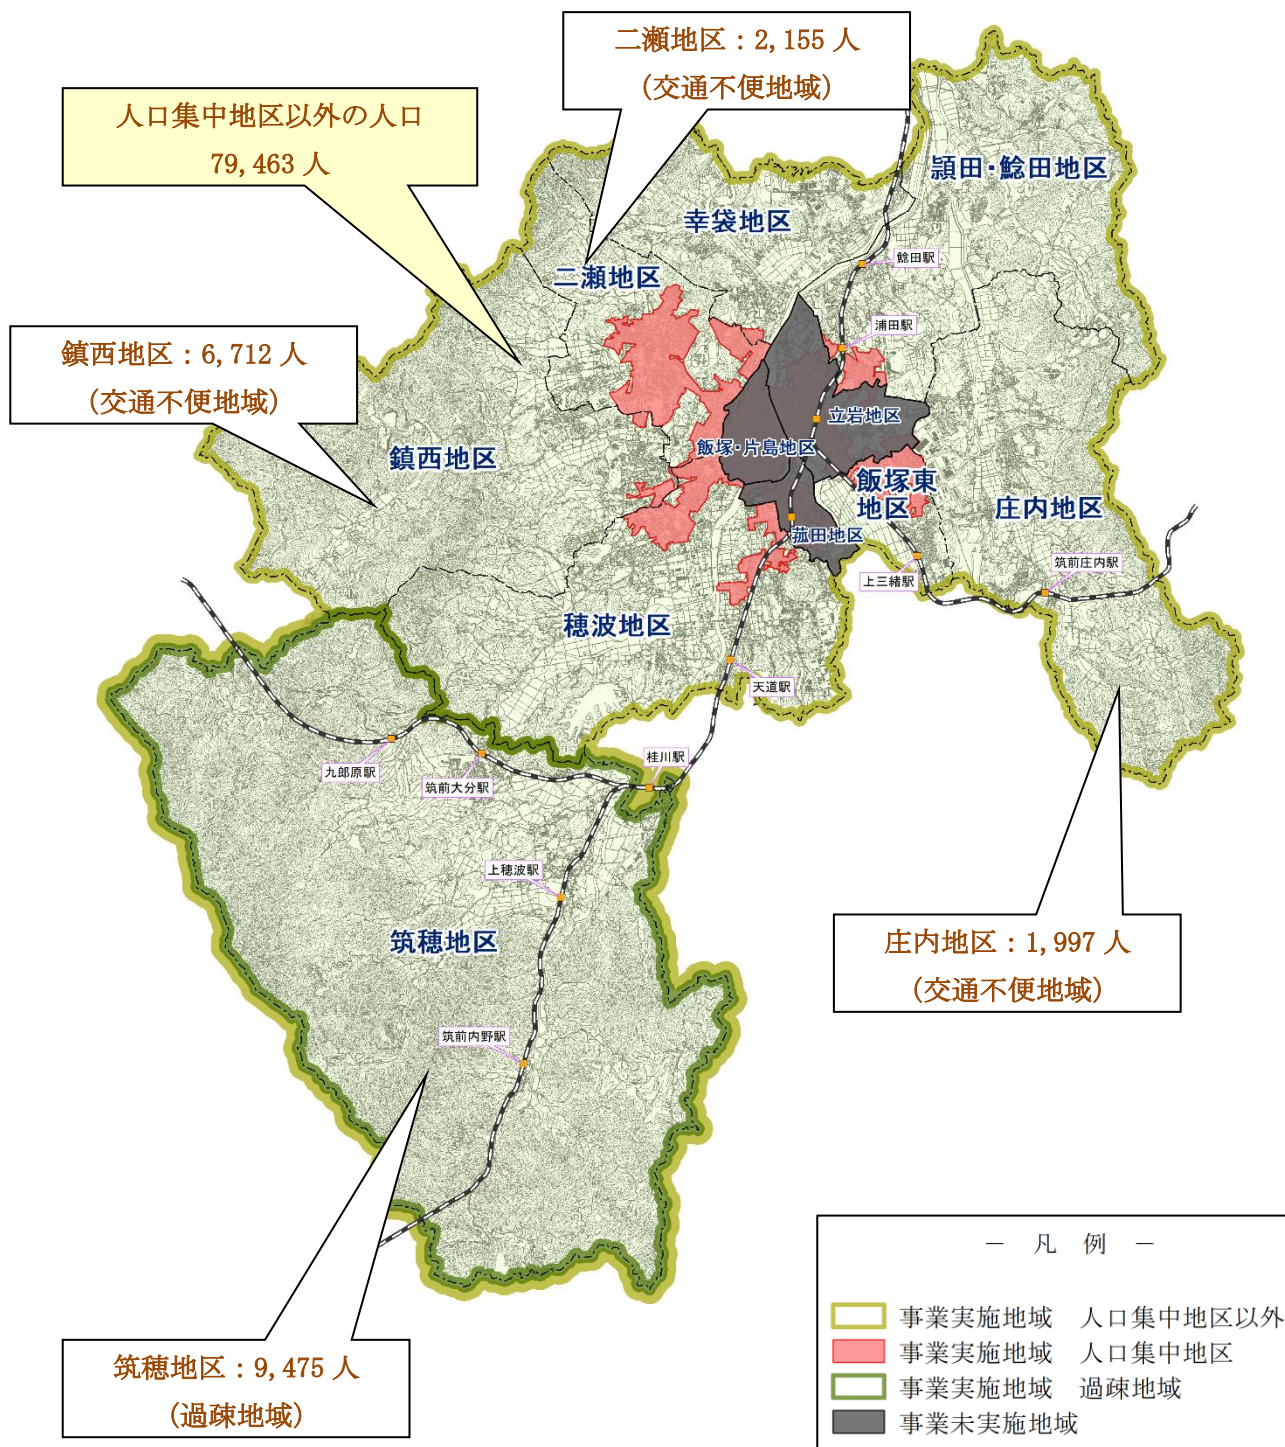 二瀬地区：2,155 人
(交通不便地域)
人口集中地区以外の人口
79,463 人
頴田・鯰田地区
幸袋地区
鯰田駅
二瀬地区
浦田駅
鎮西地区：6,712 人
(交通不便地域)
立岩地区
飯塚・片島地区
鎮西地区
飯塚東
地区
庄内地区
菰田地区
筑前庄内駅
上三緒駅
穂波地区
天道駅
桂川駅
九郎原駅
筑前大分駅
上穂波駅
筑穂地区
庄内地区：1,997 人
(交通不便地域)
筑前内野駅
筑穂地区：9,475 人
(過疎地域)
－ 凡 例 －
事業実施地域 人口集中地区以外
事業実施地域 人口集中地区
事業実施地域 過疎地域
事業未実施地域